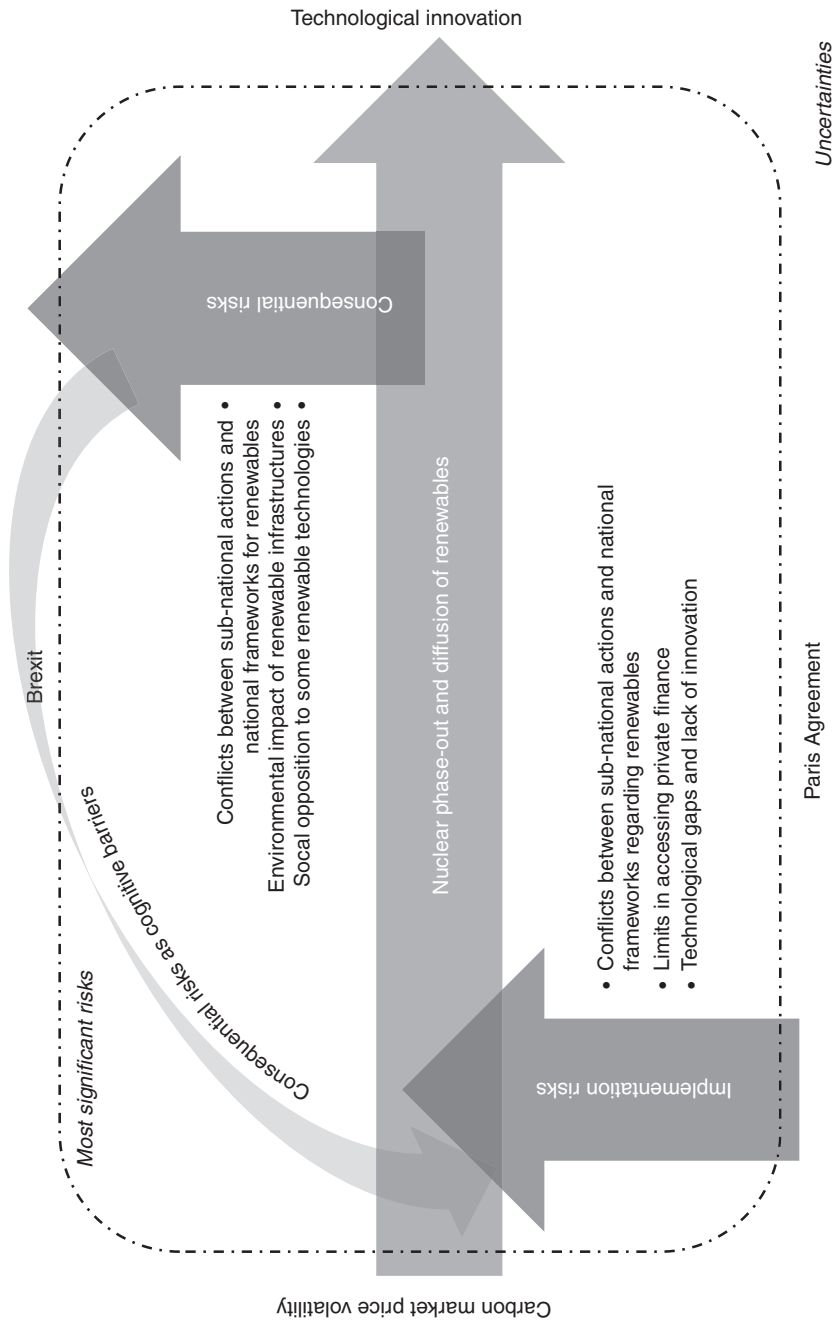 Brexit
Most significant risks
Consequential risks as cognitive barriers
Conflicts between sub-national actions and •
national frameworks for renewables
Environmental impact of renewable infrastructures •
Socal opposition to some renewable technologies •
Consequential risks
Carbon market price volatility
Nuclear phase-out and diffusion of renewables
Technological innovation
Implementation risks
• Conflicts between sub-national actions and national
frameworks regarding renewables
• Limits in accessing private finance
• Technological gaps and lack of innovation
Paris Agreement
Uncertainties